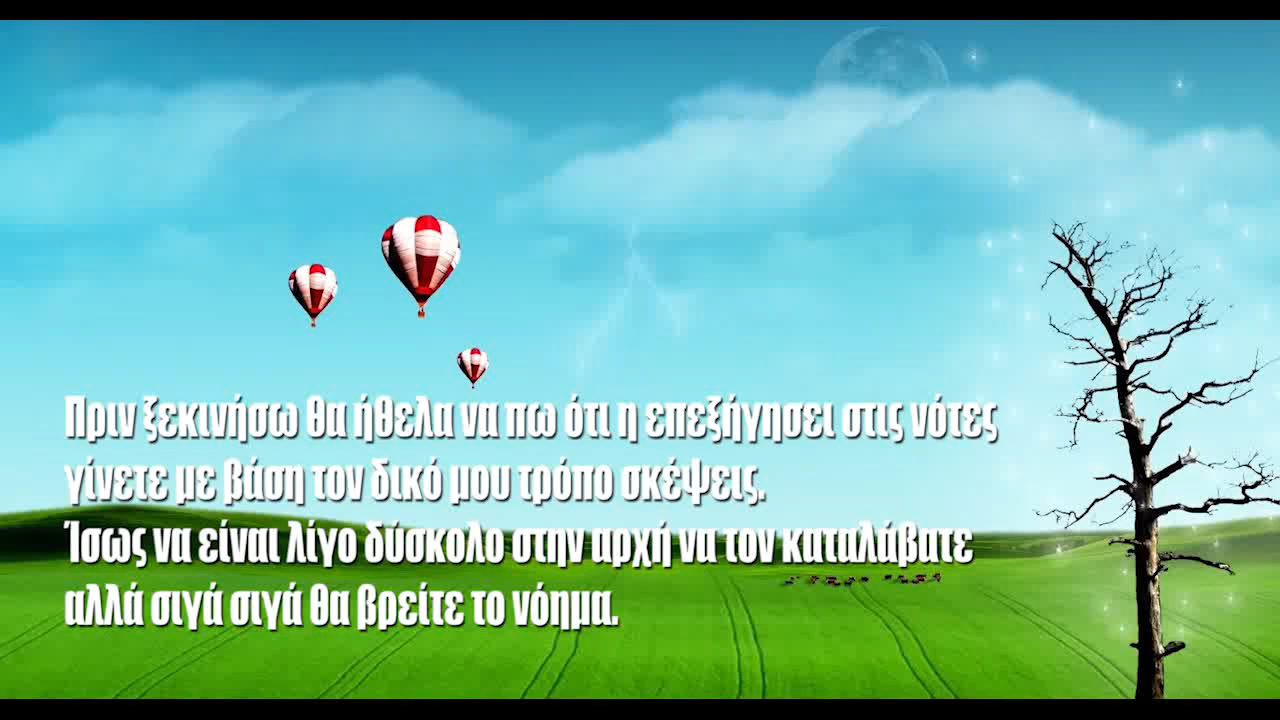 Πριν ξεκινήσω θα ήθελα να πω ότι η επεξήγησει στις νότες
γίνετε με βάση τον δικό μου τρόπο σκέψεις.
Ίσως να είναι λίγο δύσκολο στην αρχή να τον καταλάβατε
αλλά σιγά σιγά θα βρείτε το νόημα.